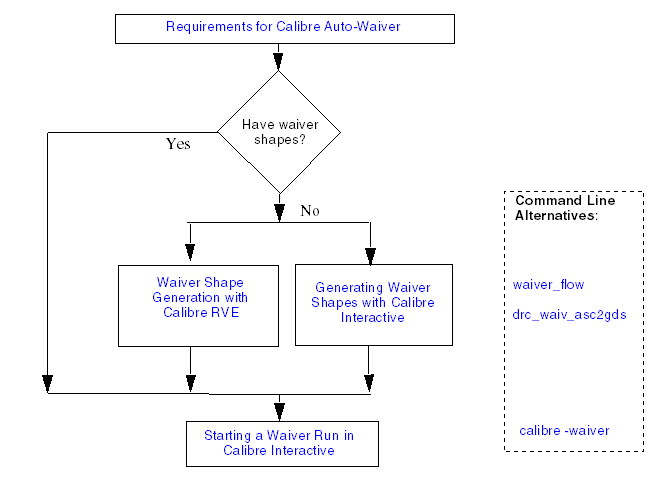 Requirements for Calibre Auto-Waiver
Have waiver
shapes?
Yes
No
Waiver Shape
Generation with
Calibre RVE
Generating Waiver
Shapes with Calibre
Interactive
Starting a Waiver Run in
Calibre Interactive
Command Line
Alternatives:
waiver_flow
drc_waiv_asc2gds
calibre -waiver